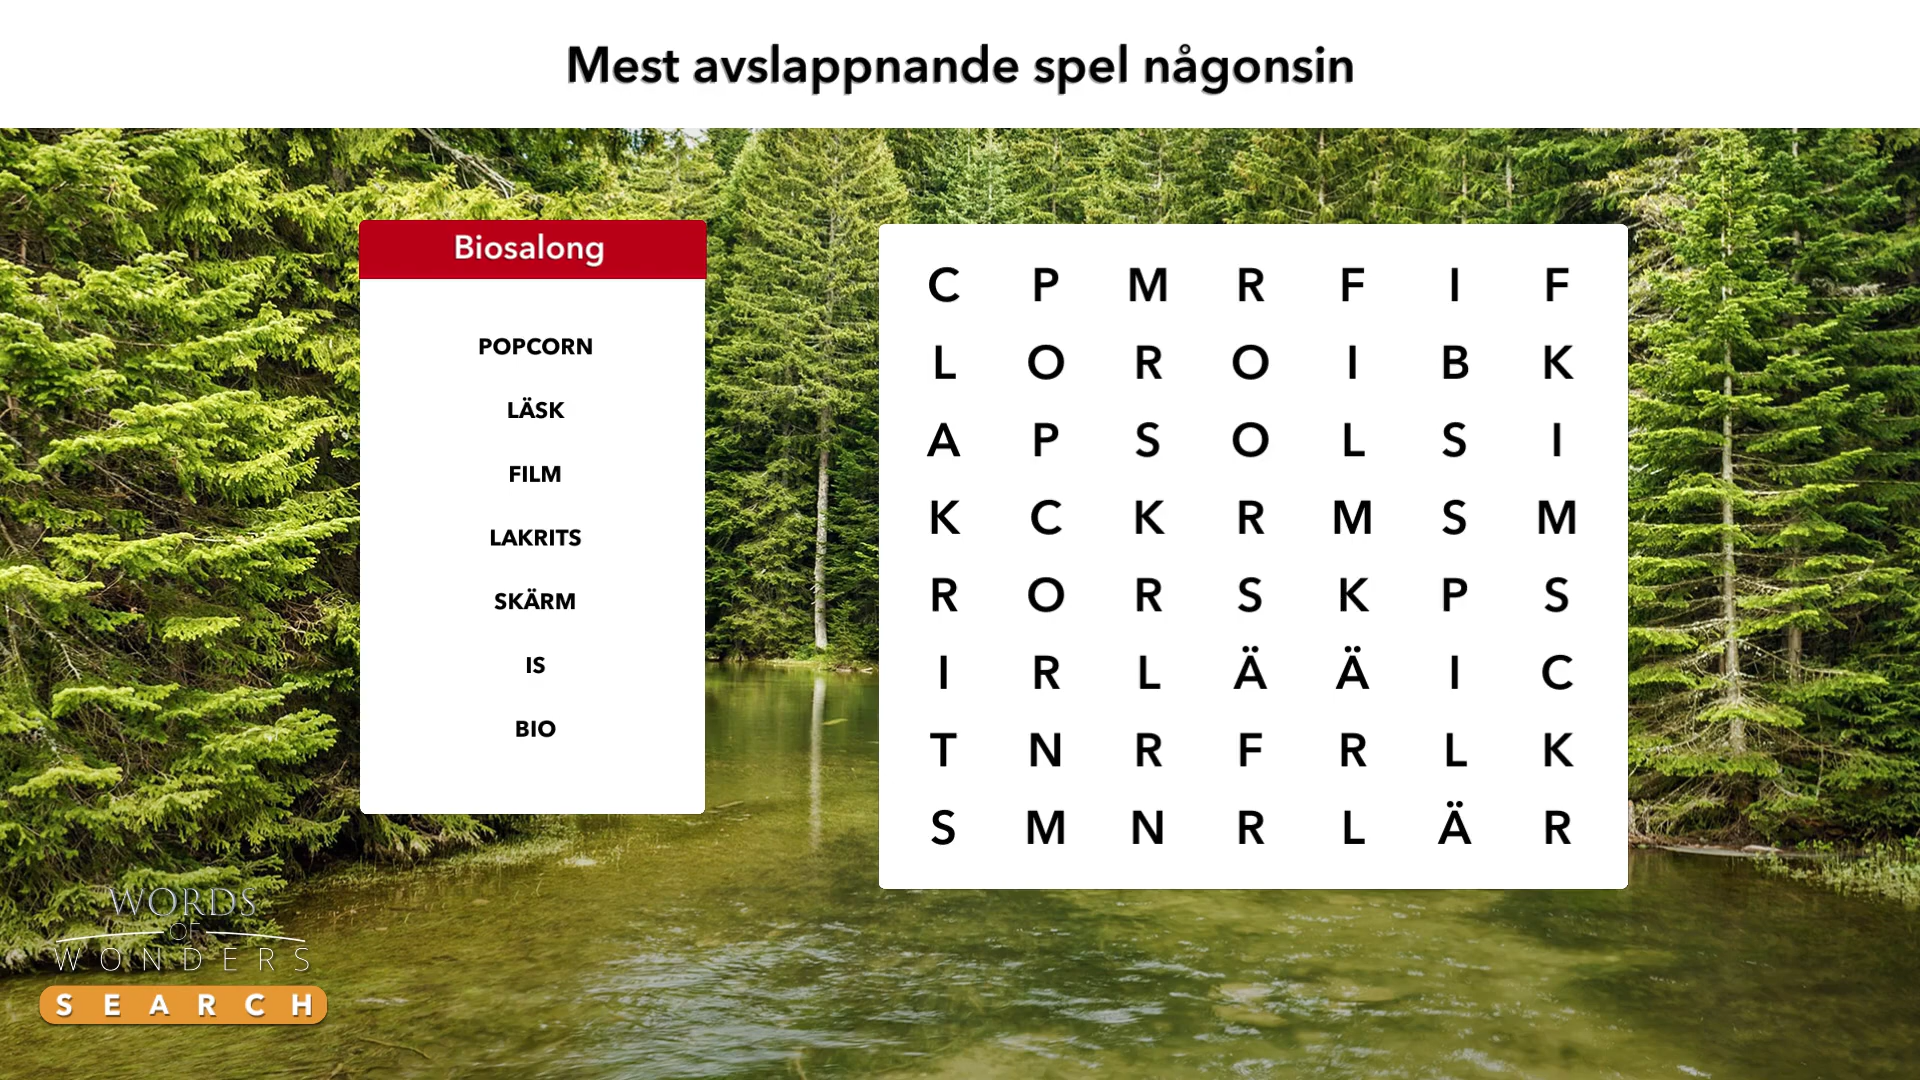 Mest avslappnande spel någonsin
Biosalong
POPCORN
LÄSK
FILM
LAKRITS
SKÄRM
IS
BIO
C P M R F I F
L O R O I B K
A P S O L S I
K C K R M S M
R O R S K P S
I R L Ä Ä I C
T N R F R L K
S M N R L Ä R
WORDS
OF
WONDERS
SEARCH